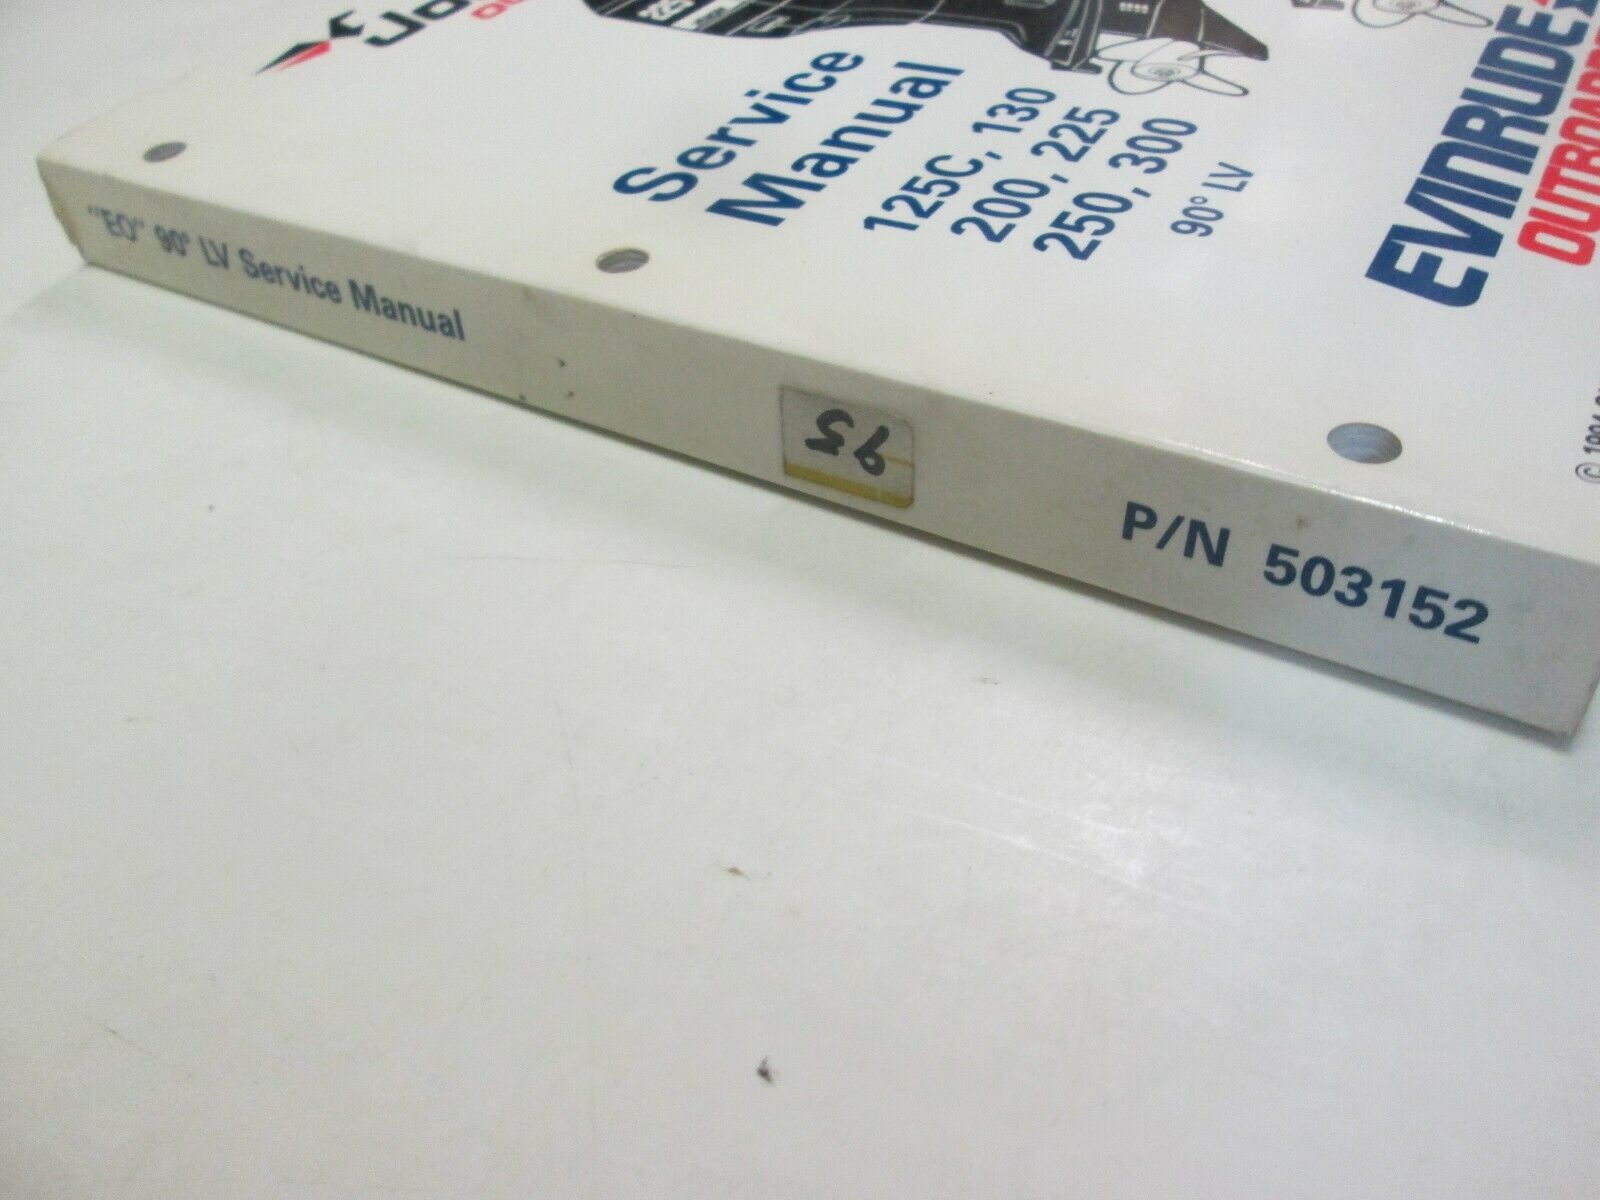 Service
Manual
125C, 130
200, 225
250, 300
90° LV
EVINRUDE
"EO" 90° LV Service Manual
95
P/N 503152